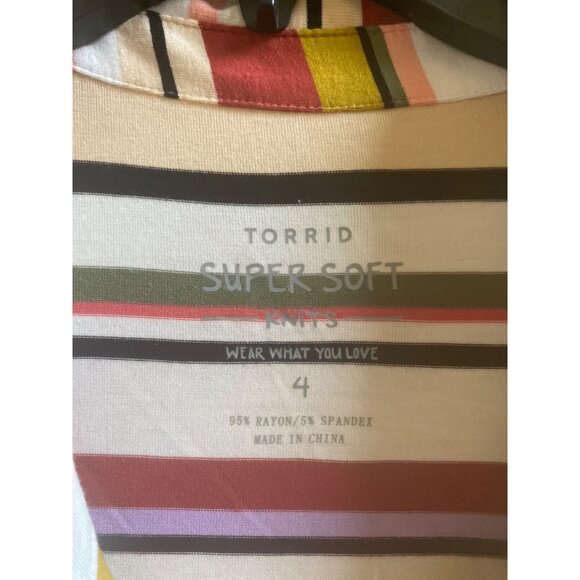 TORRID
SUPER SOFT
KNITS
WEAR WHAT YOU LOVE
4
95% RAYON/5% SPANDEX
MADE IN CHINA